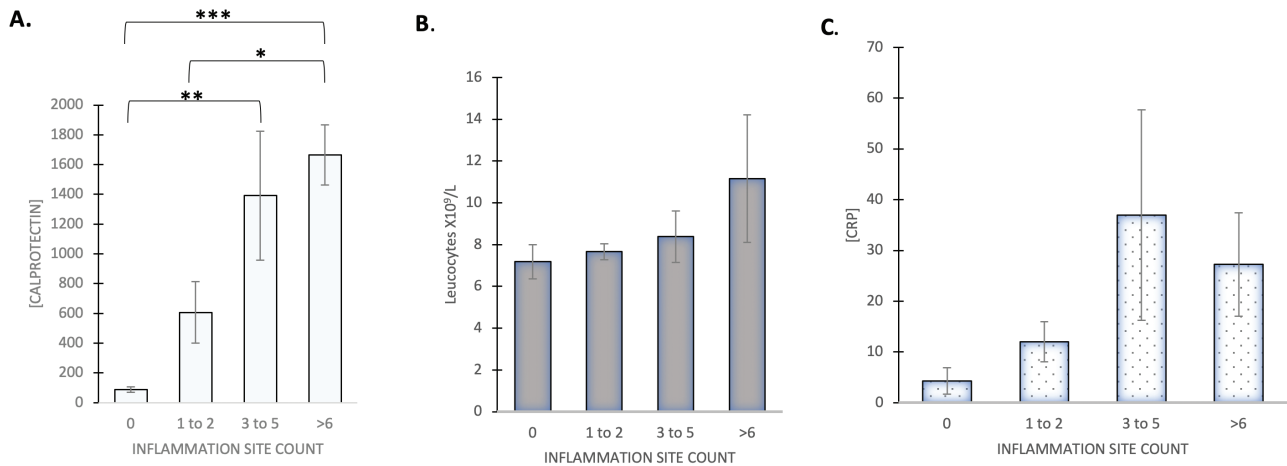 A.
***
*
**
[CALPROTECTIN]
2000
1800
1600
1400
1200
1000
800
600
400
200
0
0 1 to 2 3 to 5 >6
INFLAMMATION SITE COUNT
B.
Leucocytes X10⁹/L
16
14
12
10
8
6
4
2
0
0 1 to 2 3 to 5 >6
INFLAMMATION SITE COUNT
C.
[CRP]
70
60
50
40
30
20
10
0
0 1 to 2 3 to 5 >6
INFLAMMATION SITE COUNT